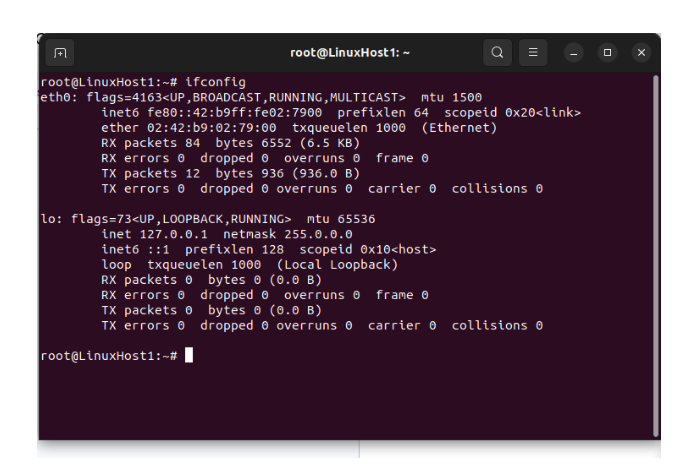 root@LinuxHost1: ~
root@LinuxHost1:~# ifconfig
eth0: flags=4163<UP,BROADCAST,RUNNING,MULTICAST>  mtu 1500
        inet6 fe80::42:b9ff:fe02:7900  prefixlen 64  scopeid 0x20<link>
        ether 02:42:b9:02:79:00  txqueuelen 1000  (Ethernet)
        RX packets 84  bytes 6552 (6.5 KB)
        RX errors 0  dropped 0  overruns 0  frame 0
        TX packets 12  bytes 936 (936.0 B)
        TX errors 0  dropped 0 overruns 0  carrier 0  collisions 0
lo: flags=73<UP,LOOPBACK,RUNNING>  mtu 65536
        inet 127.0.0.1  netmask 255.0.0.0
        inet6 ::1  prefixlen 128  scopeid 0x10<host>
        loop  txqueuelen 1000  (Local Loopback)
        RX packets 0  bytes 0 (0.0 B)
        RX errors 0  dropped 0  overruns 0  frame 0
        TX packets 0  bytes 0 (0.0 B)
        TX errors 0  dropped 0 overruns 0  carrier 0  collisions 0
root@LinuxHost1:~#